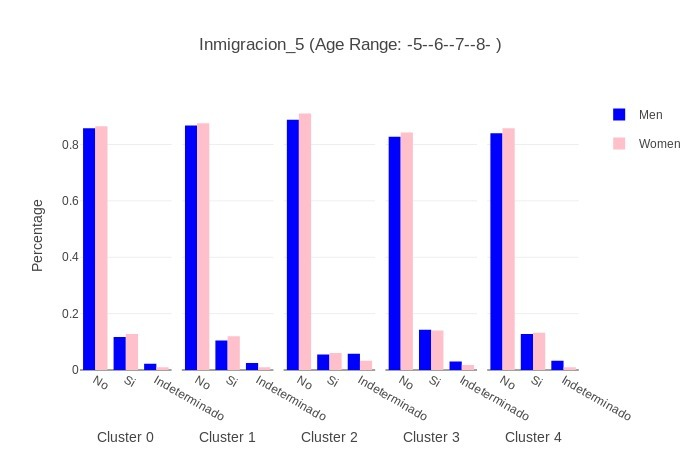 Inmigracion_5 (Age Range: -5--6--7--8- )
Men
Women
Percentage
0.8
0.6
0.4
0.2
0
No
Si
Indeterminado
No
Si
Indeterminado
No
Si
Indeterminado
No
Si
Indeterminado
No
Si
Indeterminado
Cluster 0
Cluster 1
Cluster 2
Cluster 3
Cluster 4